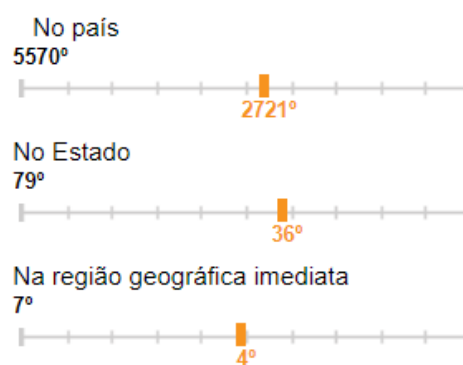 No país
5570º
2721º
No Estado
79º
36º
Na região geográfica imediata
7º
4º